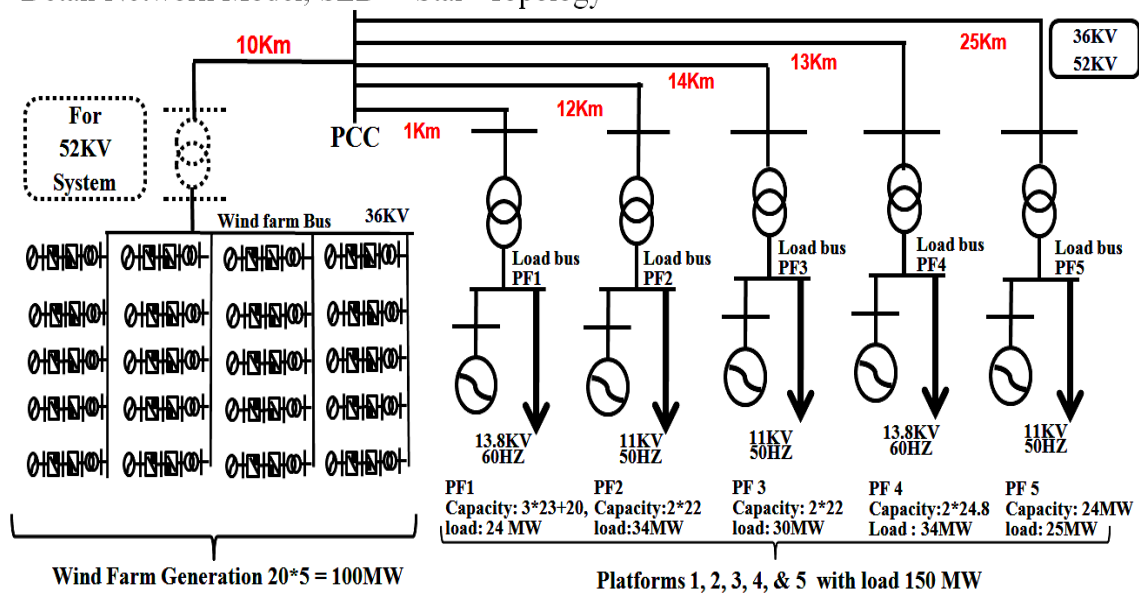 10Km
25Km
36KV
52KV
13Km
14Km
12Km
1Km
PCC
For
52KV
System
Wind farm Bus
36KV
Load bus
PF1
Load bus
PF2
Load bus
PF3
Load bus
PF4
Load bus
PF5
13.8KV
60HZ
11KV
50HZ
11KV
50HZ
13.8KV
60HZ
11KV
50HZ
PF1
Capacity: 3*23+20,
load: 24 MW
PF2
Capacity:2*22
load:34MW
PF 3
Capacity: 2*22
load: 30MW
PF 4
Capacity:2*24.8
Load : 34MW
PF 5
Capacity: 24MW
load: 25MW
Wind Farm Generation 20*5 = 100MW
Platforms 1, 2, 3, 4, & 5 with load 150 MW